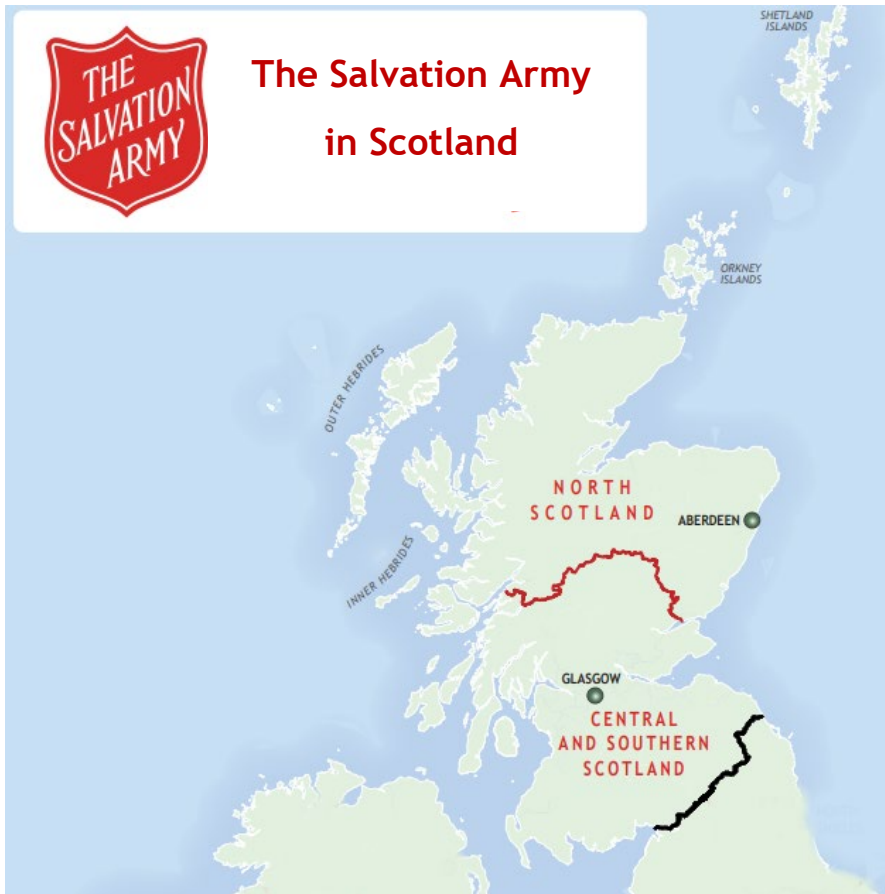 THE
SALVATION
ARMY
The Salvation Army
in Scotland
SHETLAND
ISLANDS
ORKNEY
ISLANDS
OUTER HEBRIDES
NORTH
SCOTLAND
ABERDEEN
INNER HEBRIDES
GLASGOW
CENTRAL
AND SOUTHERN
SCOTLAND